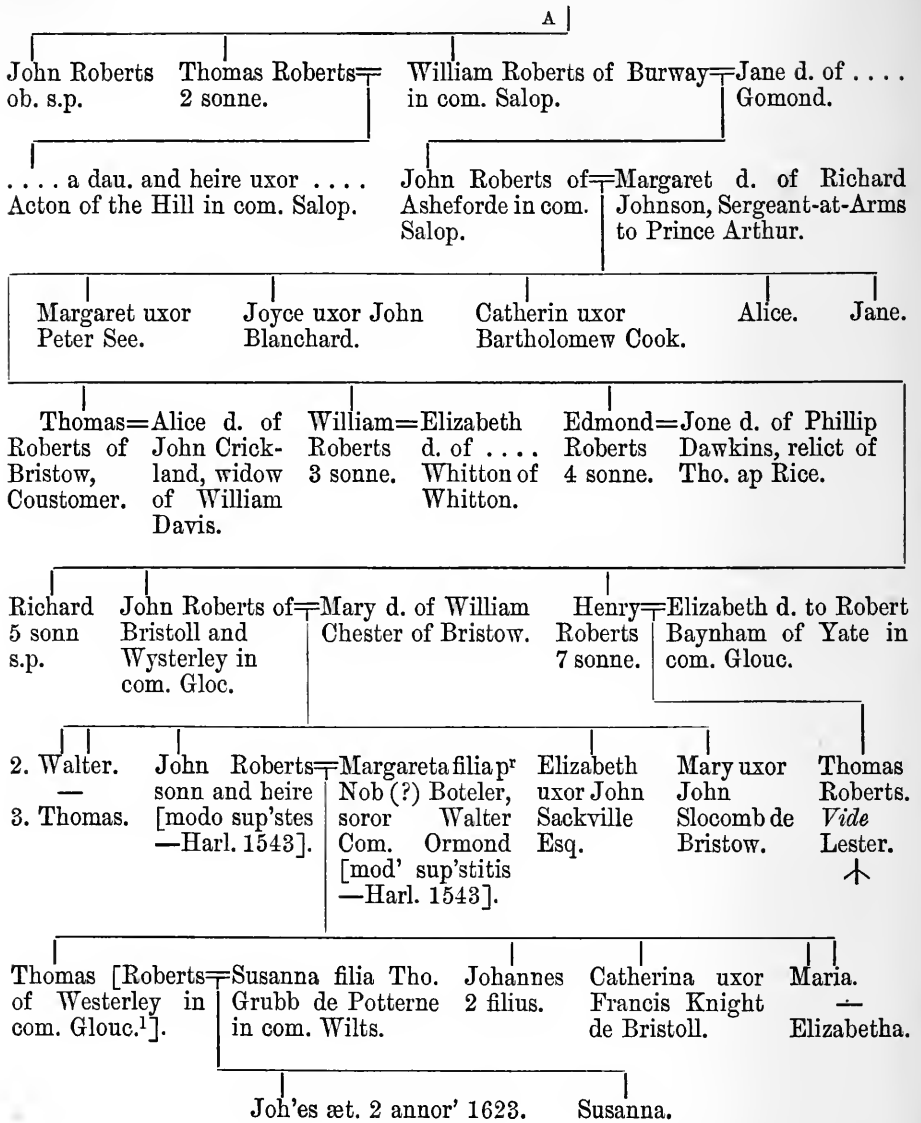 A
John Roberts ob. s.p.
Thomas Roberts= 2 sonne.
William Roberts of Burway=Jane d. of . . . .
in com. Salop. Gomond.
. . . . a dau. and heire uxor . . . .
Acton of the Hill in com. Salop.
John Roberts of=Margaret d. of Richard
Asheforde in com. Johnson, Sergeant-at-Arms
Salop. to Prince Arthur.
Margaret uxor
Peter See.
Joyce uxor John
Blanchard.
Catherin uxor
Bartholomew Cook.
Alice.
Jane.
Thomas=Alice d. of
Roberts of John Crick-
Bristow, land, widow
Coustomer. of William
Davis.
William=Elizabeth
Roberts d. of . . . .
3 sonne. Whitton of
Whitton.
Edmond=Jone d. of Phillip
Roberts Dawkins, relict of
4 sonne. Tho. ap Rice.
Richard
5 sonn
s.p.
John Roberts of=Mary d. of William
Bristoll and Chester of Bristow.
Wysterley in
com. Gloc.
Henry=Elizabeth d. to Robert
Roberts Baynham of Yate in
7 sonne. com. Glouc.
2. Walter.
—
3. Thomas.
John Roberts=Margareta filia pʳ
sonn and heire Nob (?) Boteler,
[modo sup'stes soror Walter
—Harl. 1543]. Com. Ormond
[mod' sup'stitis
—Harl. 1543].
Elizabeth
uxor John
Sackville
Esq.
Mary uxor
John
Slocomb de
Bristow.
Thomas
Roberts.
Vide
Lester.
Thomas [Roberts=Susanna filia Tho.
of Westerley in Grubb de Potterne
com. Glouc.¹]. in com. Wilts.
Johannes
2 filius.
Catherina uxor
Francis Knight
de Bristoll.
Maria.
—
Elizabetha.
Joh'es æt. 2 annor' 1623.
Susanna.